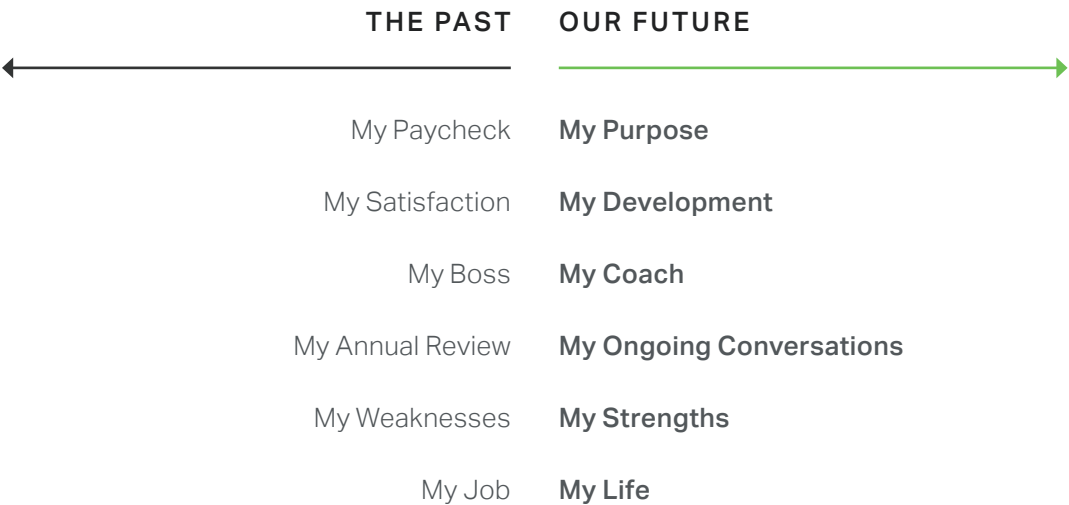 THE PAST OUR FUTURE
My Paycheck My Purpose
My Satisfaction My Development
My Boss My Coach
My Annual Review My Ongoing Conversations
My Weaknesses My Strengths
My Job My Life